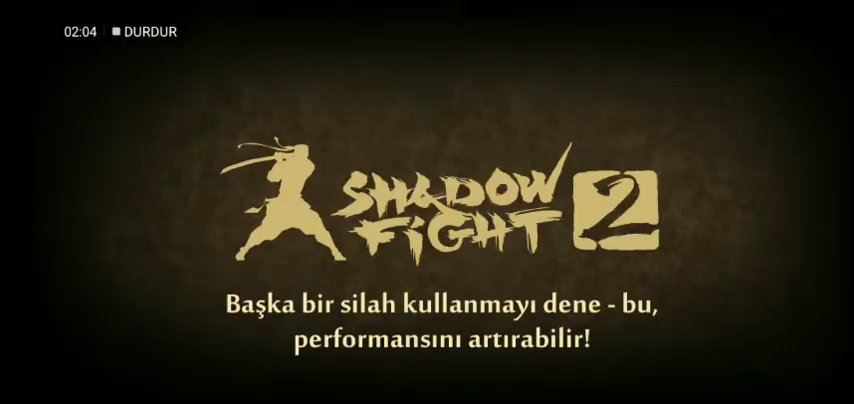 02:04 DURDUR
SHADOW
FIGHT 2
Başka bir silah kullanmayı dene - bu,
performansını artırabilir!